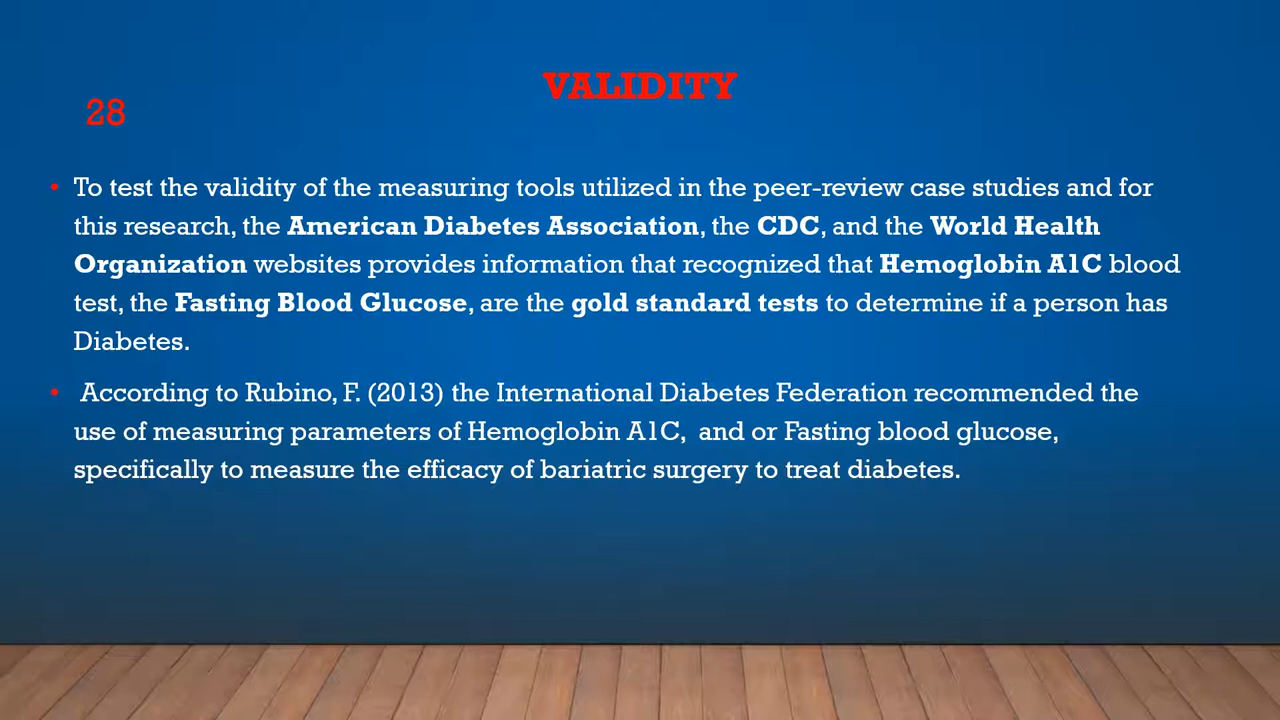 VALIDITY
28
• To test the validity of the measuring tools utilized in the peer-review case studies and for
this research, the American Diabetes Association, the CDC, and the World Health
Organization websites provides information that recognized that Hemoglobin A1C blood
test, the Fasting Blood Glucose, are the gold standard tests to determine if a person has
Diabetes.
• According to Rubino, F. (2013) the International Diabetes Federation recommended the
use of measuring parameters of Hemoglobin A1C, and or Fasting blood glucose,
specifically to measure the efficacy of bariatric surgery to treat diabetes.